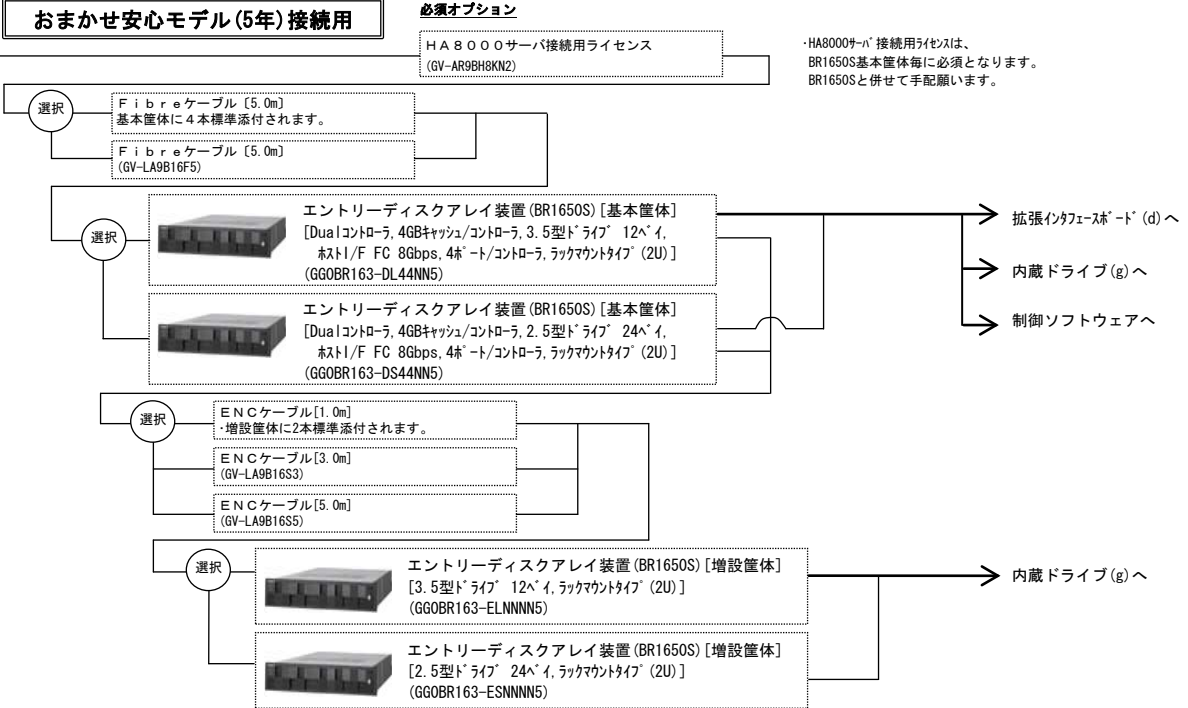 おまかせ安心モデル(5年)接続用
必須オプション
HA8000サーバ接続用ライセンス
(GV-AR9BH8KN2)
・HA8000ｻｰﾊﾞ接続用ﾗｲｾﾝｽは、
BR1650S基本筐体毎に必須となります。
BR1650Sと併せて手配願います。
選択
Fibreケーブル〔5.0m〕
基本筐体に4本標準添付されます。
Fibreケーブル〔5.0m〕
(GV-LA9B16F5)
選択
エントリーディスクアレイ装置(BR1650S)[基本筐体]
[Dualｺﾝﾄﾛｰﾗ,4GBｷｬｯｼｭ/ｺﾝﾄﾛｰﾗ,3.5型ﾄﾞﾗｲﾌﾞ 12ﾍﾞｲ,
ﾎｽﾄI/F FC 8Gbps,4ﾎﾟｰﾄ/ｺﾝﾄﾛｰﾗ,ﾗｯｸﾏｳﾝﾄﾀｲﾌﾟ(2U)]
(GG0BR163-DL44NN5)
エントリーディスクアレイ装置(BR1650S)[基本筐体]
[Dualｺﾝﾄﾛｰﾗ,4GBｷｬｯｼｭ/ｺﾝﾄﾛｰﾗ,2.5型ﾄﾞﾗｲﾌﾞ 24ﾍﾞｲ,
ﾎｽﾄI/F FC 8Gbps,4ﾎﾟｰﾄ/ｺﾝﾄﾛｰﾗ,ﾗｯｸﾏｳﾝﾄﾀｲﾌﾟ(2U)]
(GG0BR163-DS44NN5)
拡張ｲﾝﾀﾌｪｰｽﾎﾞｰﾄﾞ(d)へ
内蔵ドライブ(g)へ
制御ソフトウェアへ
選択
ENCケーブル[1.0m]
・増設筐体に2本標準添付されます。
ENCケーブル[3.0m]
(GV-LA9B16S3)
ENCケーブル[5.0m]
(GV-LA9B16S5)
選択
エントリーディスクアレイ装置(BR1650S)[増設筐体]
[3.5型ﾄﾞﾗｲﾌﾞ 12ﾍﾞｲ,ﾗｯｸﾏｳﾝﾄﾀｲﾌﾟ(2U)]
(GG0BR163-ELNNNN5)
エントリーディスクアレイ装置(BR1650S)[増設筐体]
[2.5型ﾄﾞﾗｲﾌﾞ 24ﾍﾞｲ,ﾗｯｸﾏｳﾝﾄﾀｲﾌﾟ(2U)]
(GG0BR163-ESNNNN5)
内蔵ドライブ(g)へ